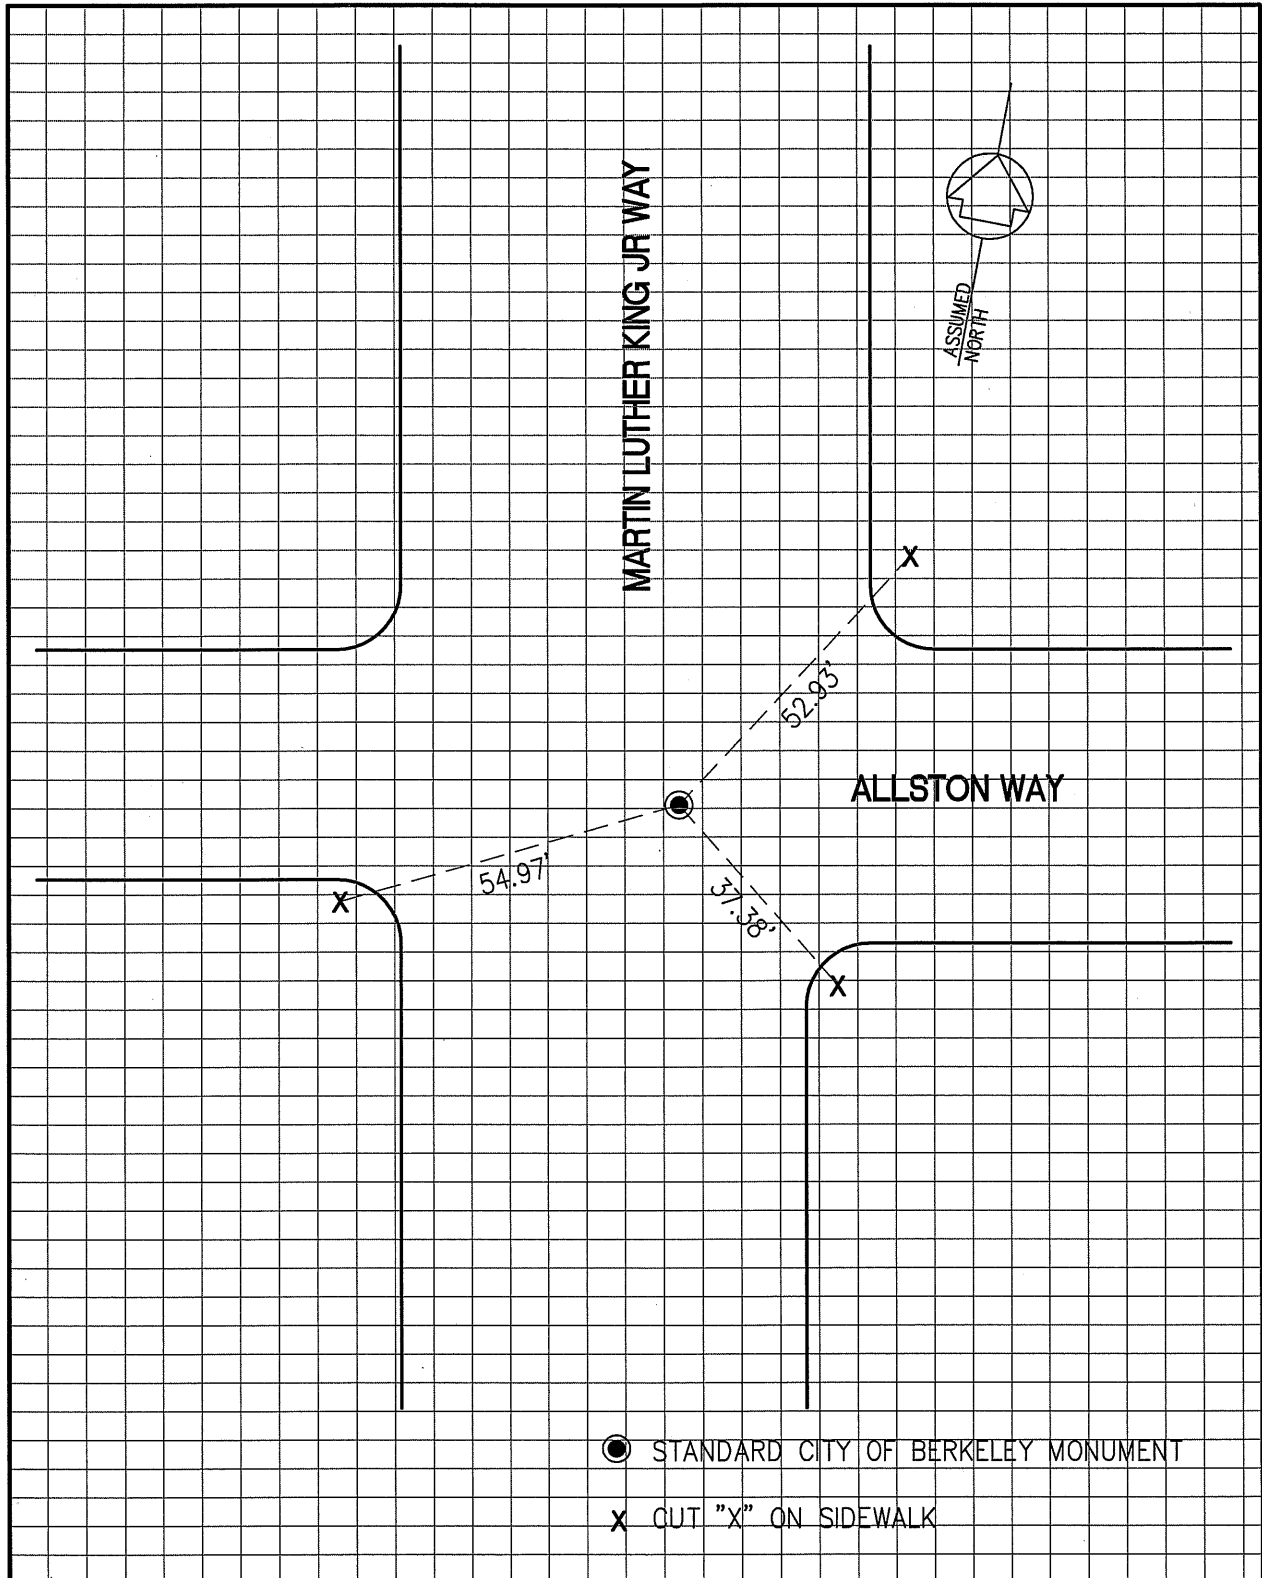 MARTIN LUTHER KING JR WAY
ASSUMED
NORTH
52.93'
ALLSTON WAY
54.97'
37.38'
STANDARD CITY OF BERKELEY MONUMENT
X CUT "X" ON SIDEWALK